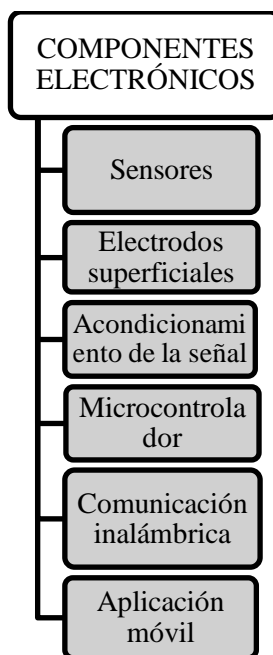 COMPONENTES
ELECTRÓNICOS
Sensores
Electrodos
superficiales
Acondicionami
ento de la señal
Microcontrola
dor
Comunicación
inalámbrica
Aplicación
móvil